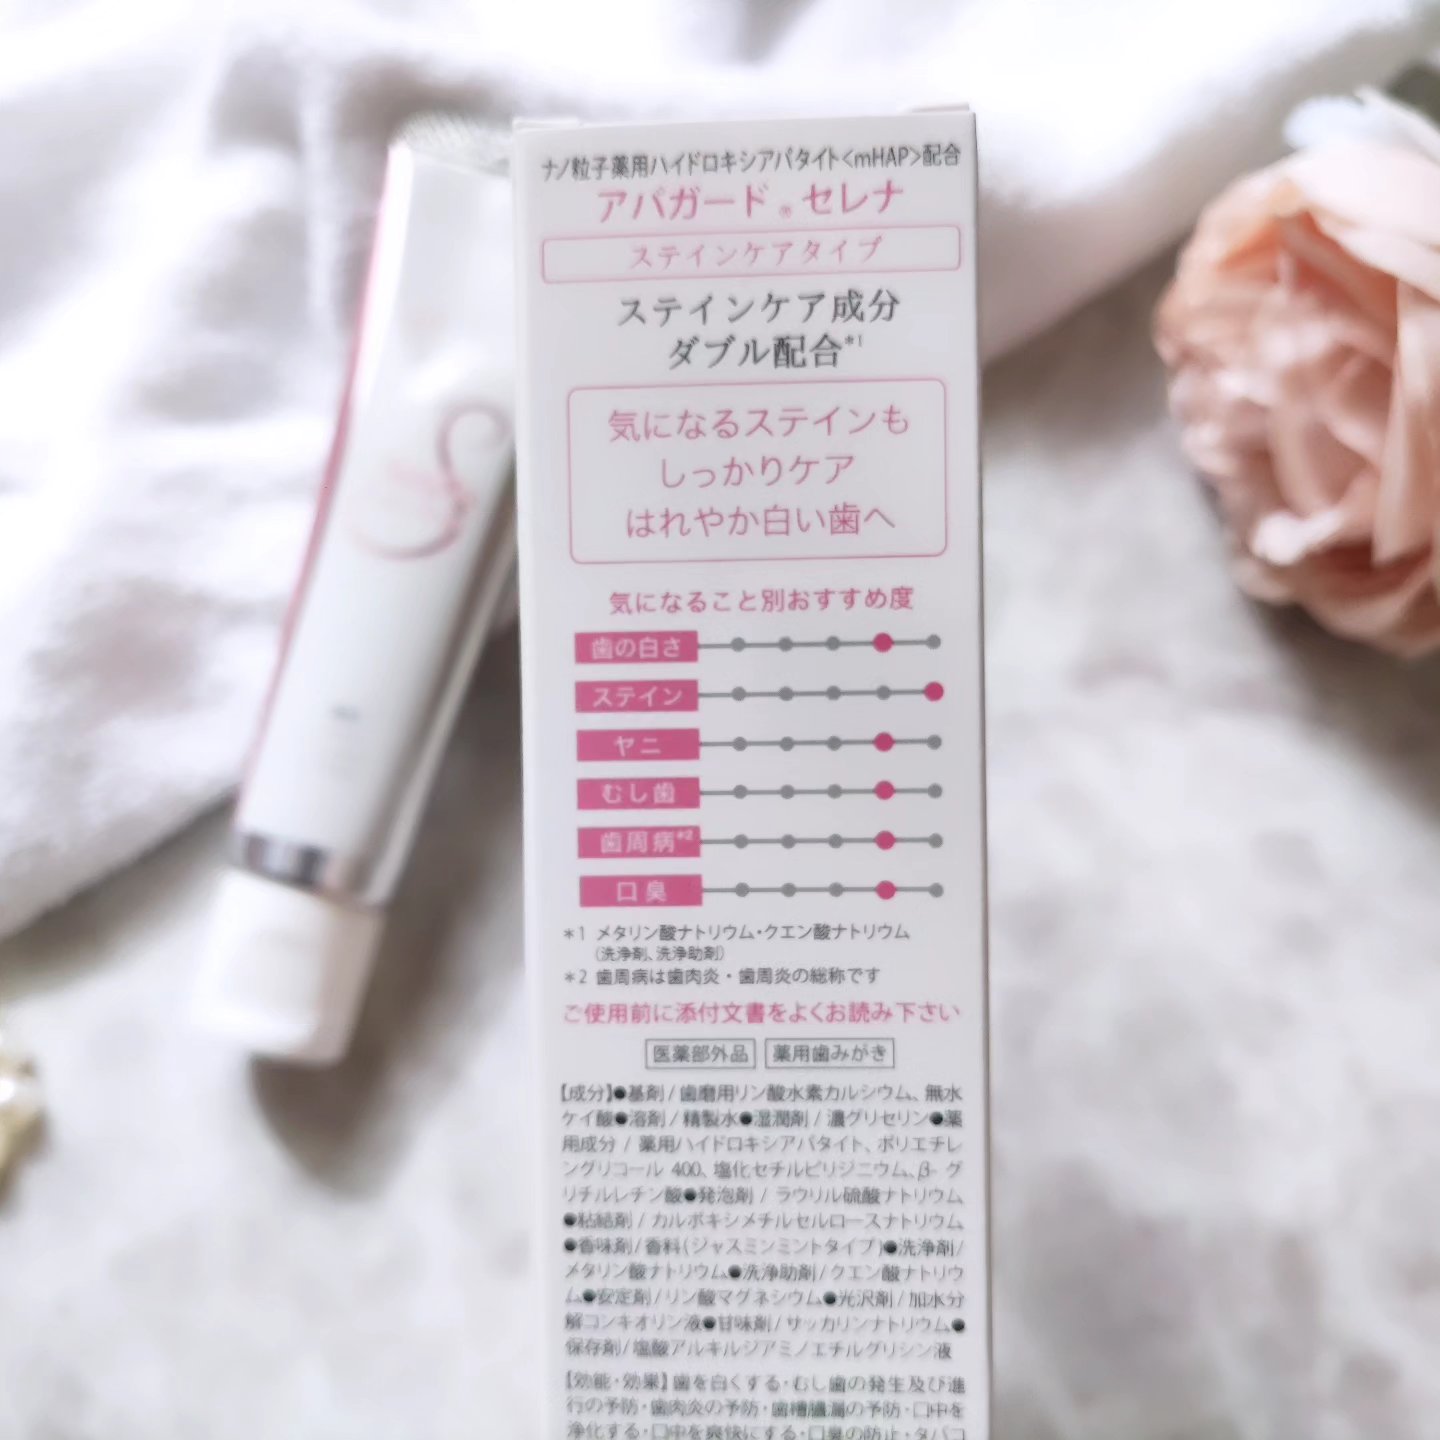 ナノ粒子薬用ハイドロキシアパタイト<mHAP>配合
アパガード®セレナ
ステインケアタイプ
ステインケア成分
ダブル配合*1
気になるステインも
しっかりケア
はれやか白い歯へ
気になること別おすすめ度
歯の白さ
ステイン
ヤニ
むし歯
歯周病*2
口臭
*1 メタリン酸ナトリウム・クエン酸ナトリウム
(洗浄剤、洗浄助剤)
*2 歯周病は歯肉炎・歯周炎の総称です
ご使用前に添付文書をよくお読み下さい
医薬部外品 薬用歯みがき
【成分】●基剤/歯磨用リン酸水素カルシウム、無水
ケイ酸●溶剤/精製水●湿潤剤/濃グリセリン●薬
用成分/薬用ハイドロキシアパタイト、ポリエチレ
ングリコール 400、塩化セチルピリジニウム、β-グ
リチルレチン酸●発泡剤/ラウリル硫酸ナトリウム
●粘結剤/カルボキシメチルセルロースナトリウム
●香味剤/香料(ジャスミンミントタイプ)●洗浄剤/
メタリン酸ナトリウム●洗浄助剤/クエン酸ナトリウ
ム●安定剤/リン酸マグネシウム●光沢剤/加水分
解コンキオリン液●甘味剤/サッカリンナトリウム●
保存剤/塩酸アルキルジアミノエチルグリシン液
【効能・効果】歯を白くする・むし歯の発生及び進
行の予防・歯肉炎の予防・歯槽膿漏の予防・口中を
浄化する・口中を爽快にする・口臭の防止・タバコ